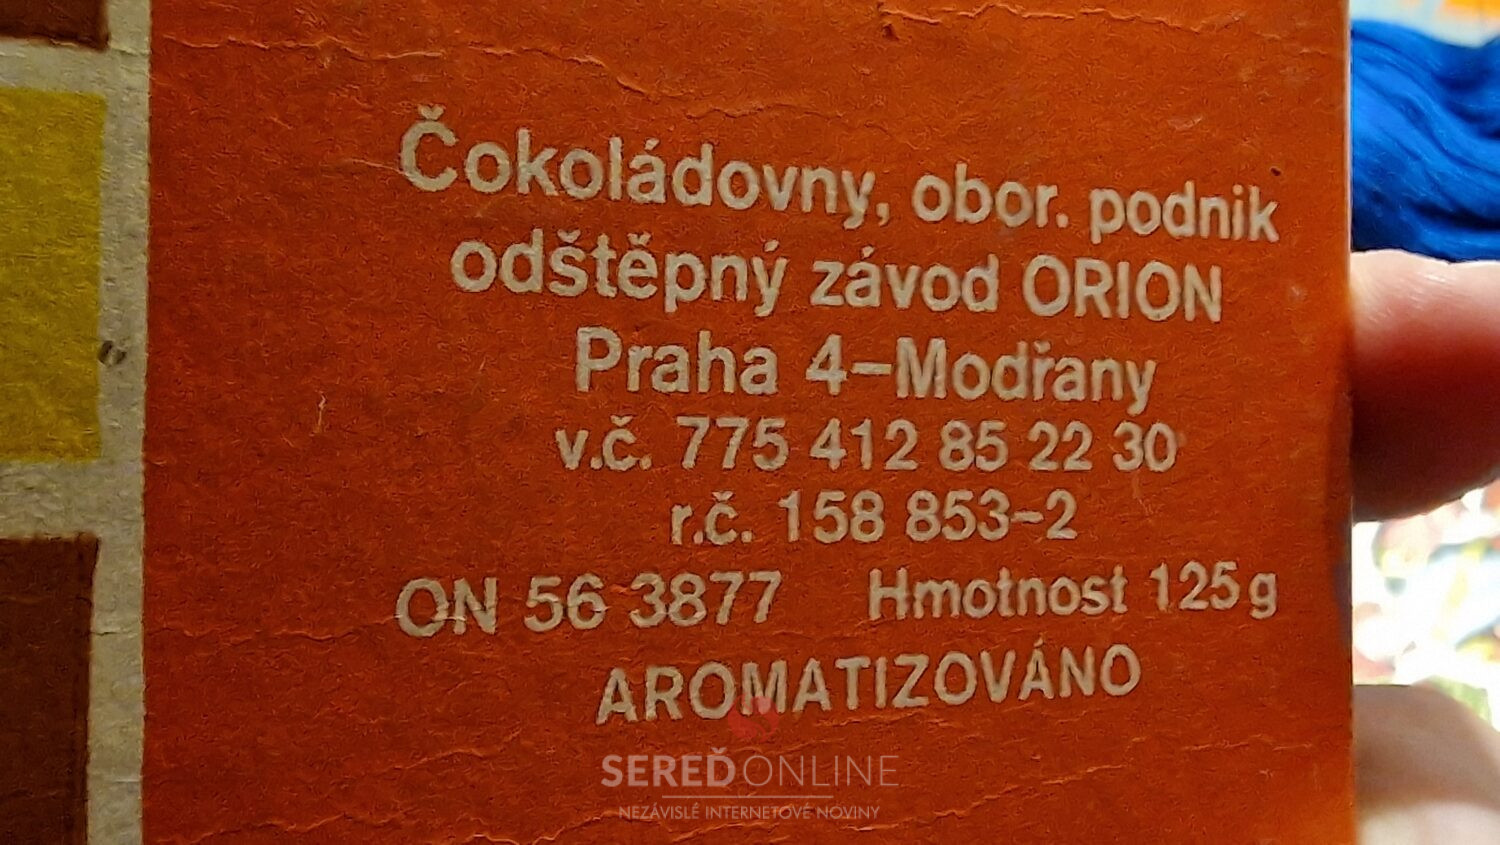 Čokoládovny, obor. podnik
odštěpný závod ORION
Praha 4-Modřany
v.č. 775 412 85 22 30
r.č. 158 853-2
ON 56 3877 Hmotnost 125g
AROMATIZOVÁNO
SEREĎONLINE
NEZÁVISLÉ INTERNETOVÉ NOVINY